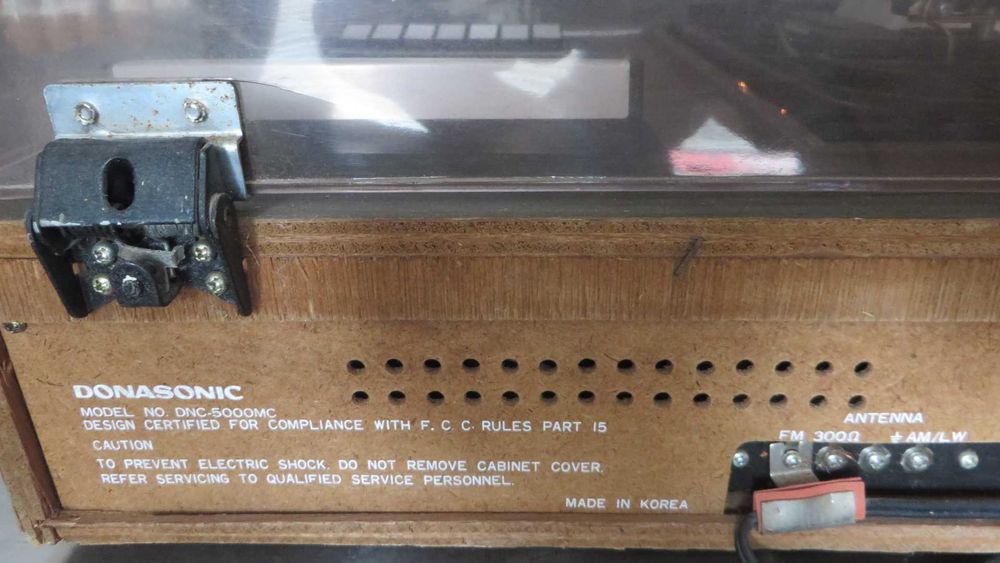 DONASONIC
MODEL NO. DNC-5000MC
DESIGN CERTIFIED FOR COMPLIANCE WITH F. C. C. RULES PART 15
CAUTION
TO PREVENT ELECTRIC SHOCK, DO NOT REMOVE CABINET COVER,
REFER SERVICING TO QUALIFIED SERVICE PERSONNEL.
MADE IN KOREA
ANTENNA
FM 300Ω ⏚ AM/LW